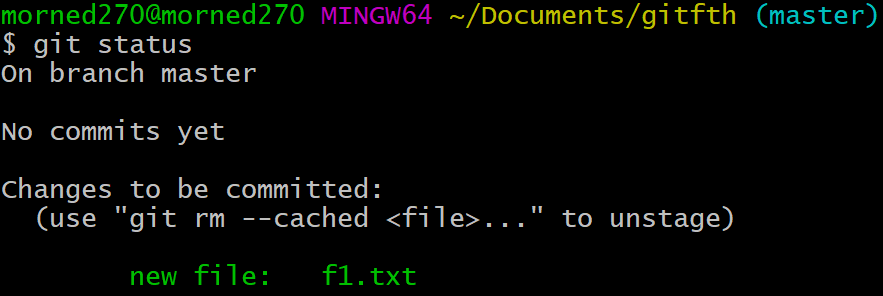 morned270@morned270 MINGW64 ~/Documents/gitfth (master)
$ git status
On branch master
No commits yet
Changes to be committed:
(use "git rm --cached <file>..." to unstage)
new file: f1.txt